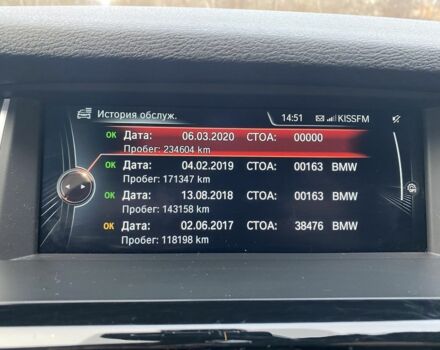 История обслуж. 14:51 KISSFM
OK Дата: 06.03.2020 СТОА: 00000
Пробег: 234604 km
OK Дата: 04.02.2019 СТОА: 00163 BMW
Пробег: 171347 km
OK Дата: 13.08.2018 СТОА: 00163 BMW
Пробег: 143158 km
OK Дата: 02.06.2017 СТОА: 38476 BMW
Пробег: 118198 km